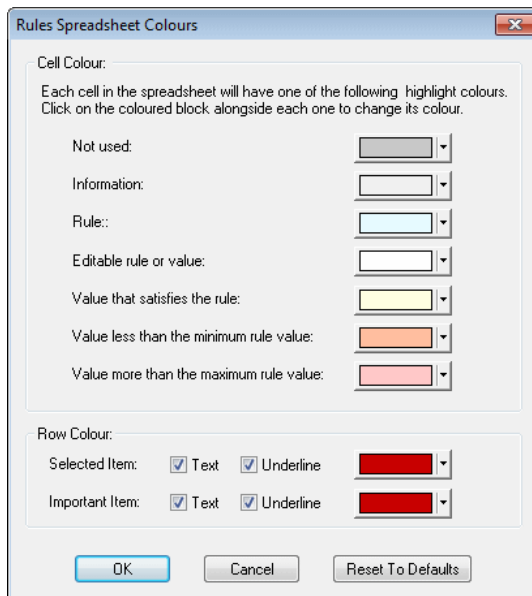 Rules Spreadsheet Colours
Cell Colour:
Each cell in the spreadsheet will have one of the following  highlight colours.
Click on the coloured block alongside each one to change its colour.
Not used:
Information:
Rule::
Editable rule or value:
Value that satisfies the rule:
Value less than the minimum rule value:
Value more than the maximum rule value:
Row Colour:
Selected Item: Text Underline
Important Item: Text Underline
OK Cancel Reset To Defaults